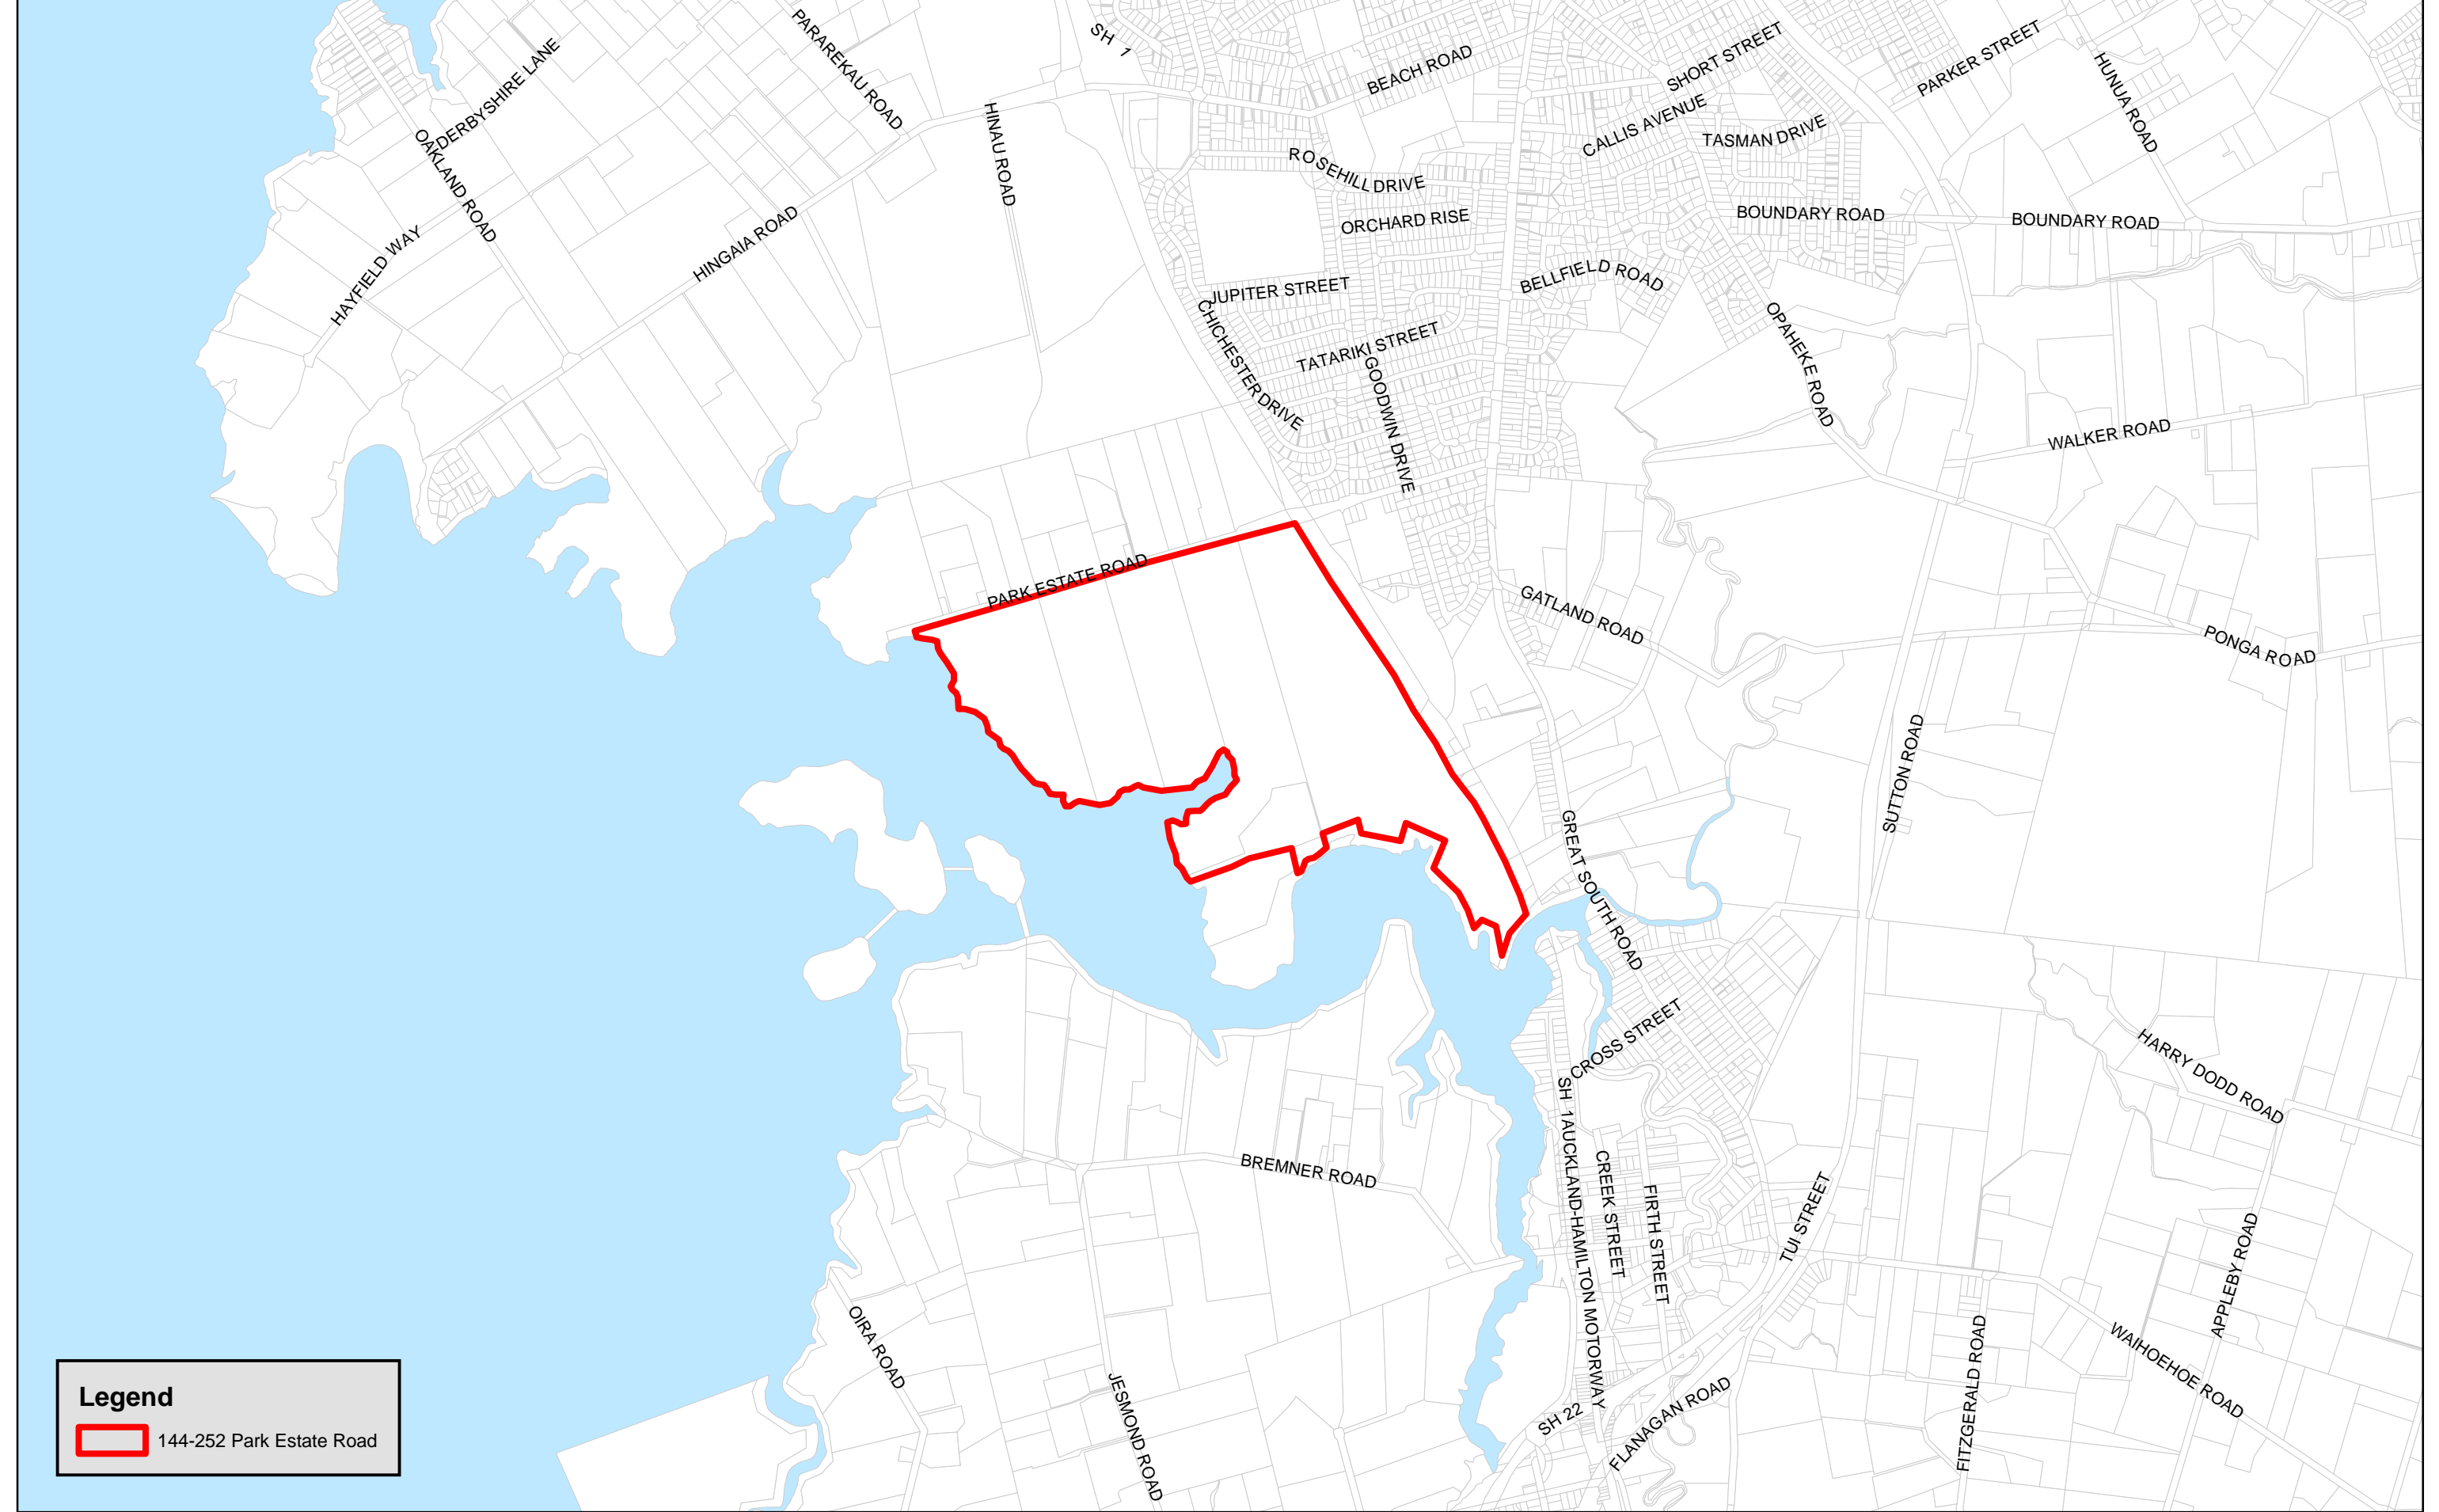 SH 1
BEACH ROAD
SHORT STREET
PARKER STREET
HUNUA ROAD
PARAREKAU ROAD
DERBYSHIRE LANE
OAKLAND ROAD
HINAU ROAD
CALLIS AVENUE
TASMAN DRIVE
ROSEHILL DRIVE
ORCHARD RISE
BOUNDARY ROAD
BOUNDARY ROAD
HAYFIELD WAY
HINGAIA ROAD
JUPITER STREET
BELLFIELD ROAD
CHICHESTER DRIVE
TATARIKI STREET
GOODWIN DRIVE
OPAHEKE ROAD
WALKER ROAD
PARK ESTATE ROAD
GATLAND ROAD
PONGA ROAD
SUTTON ROAD
GREAT SOUTH ROAD
CROSS STREET
HARRY DODD ROAD
SH 1 AUCKLAND-HAMILTON MOTORWAY
BREMNER ROAD
CREEK STREET
FIRTH STREET
TUI STREET
APPLEBY ROAD
OIRA ROAD
JESMOND ROAD
SH 22
FLANAGAN ROAD
FITZGERALD ROAD
WAIHOEHOE ROAD
Legend
144-252 Park Estate Road